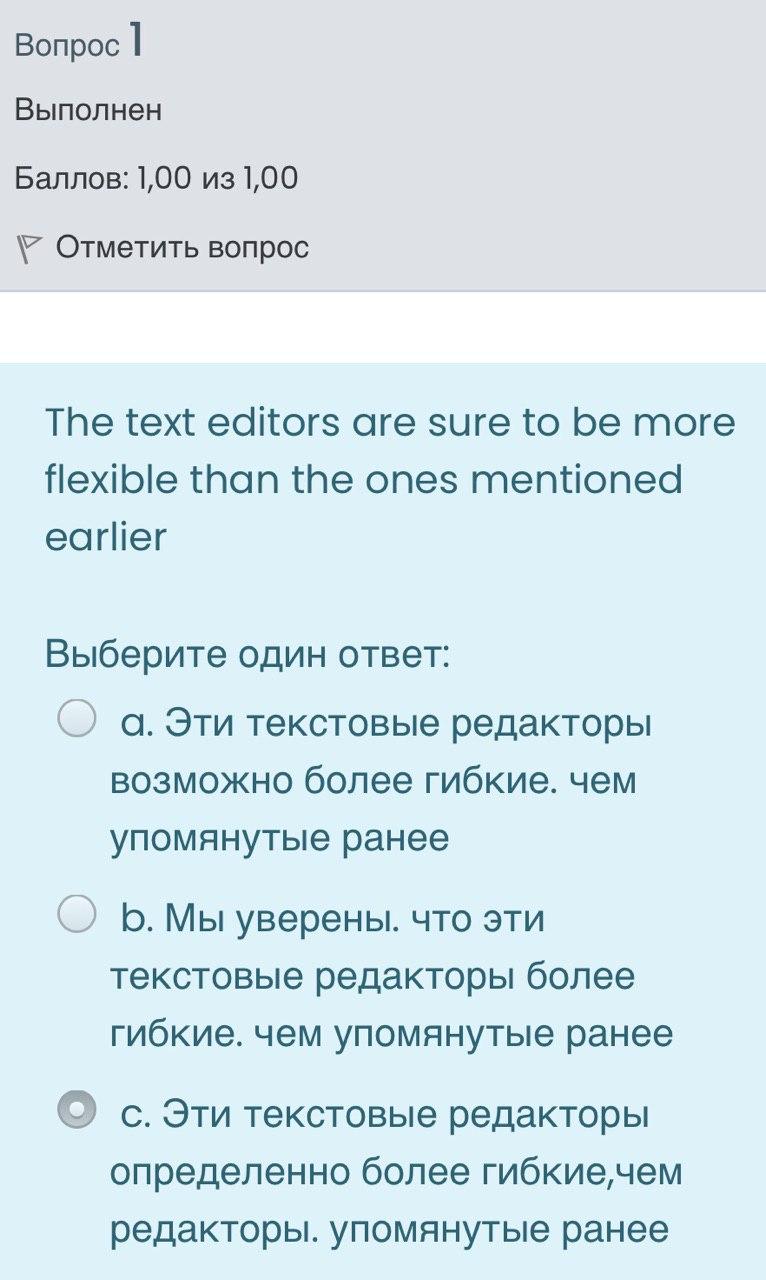 Вопрос 1
Выполнен
Баллов: 1,00 из 1,00
Отметить вопрос
The text editors are sure to be more
flexible than the ones mentioned
earlier
Выберите один ответ:
a. Эти текстовые редакторы
возможно более гибкие. чем
упомянутые ранее
b. Мы уверены. что эти
текстовые редакторы более
гибкие. чем упомянутые ранее
c. Эти текстовые редакторы
определенно более гибкие,чем
редакторы. упомянутые ранее